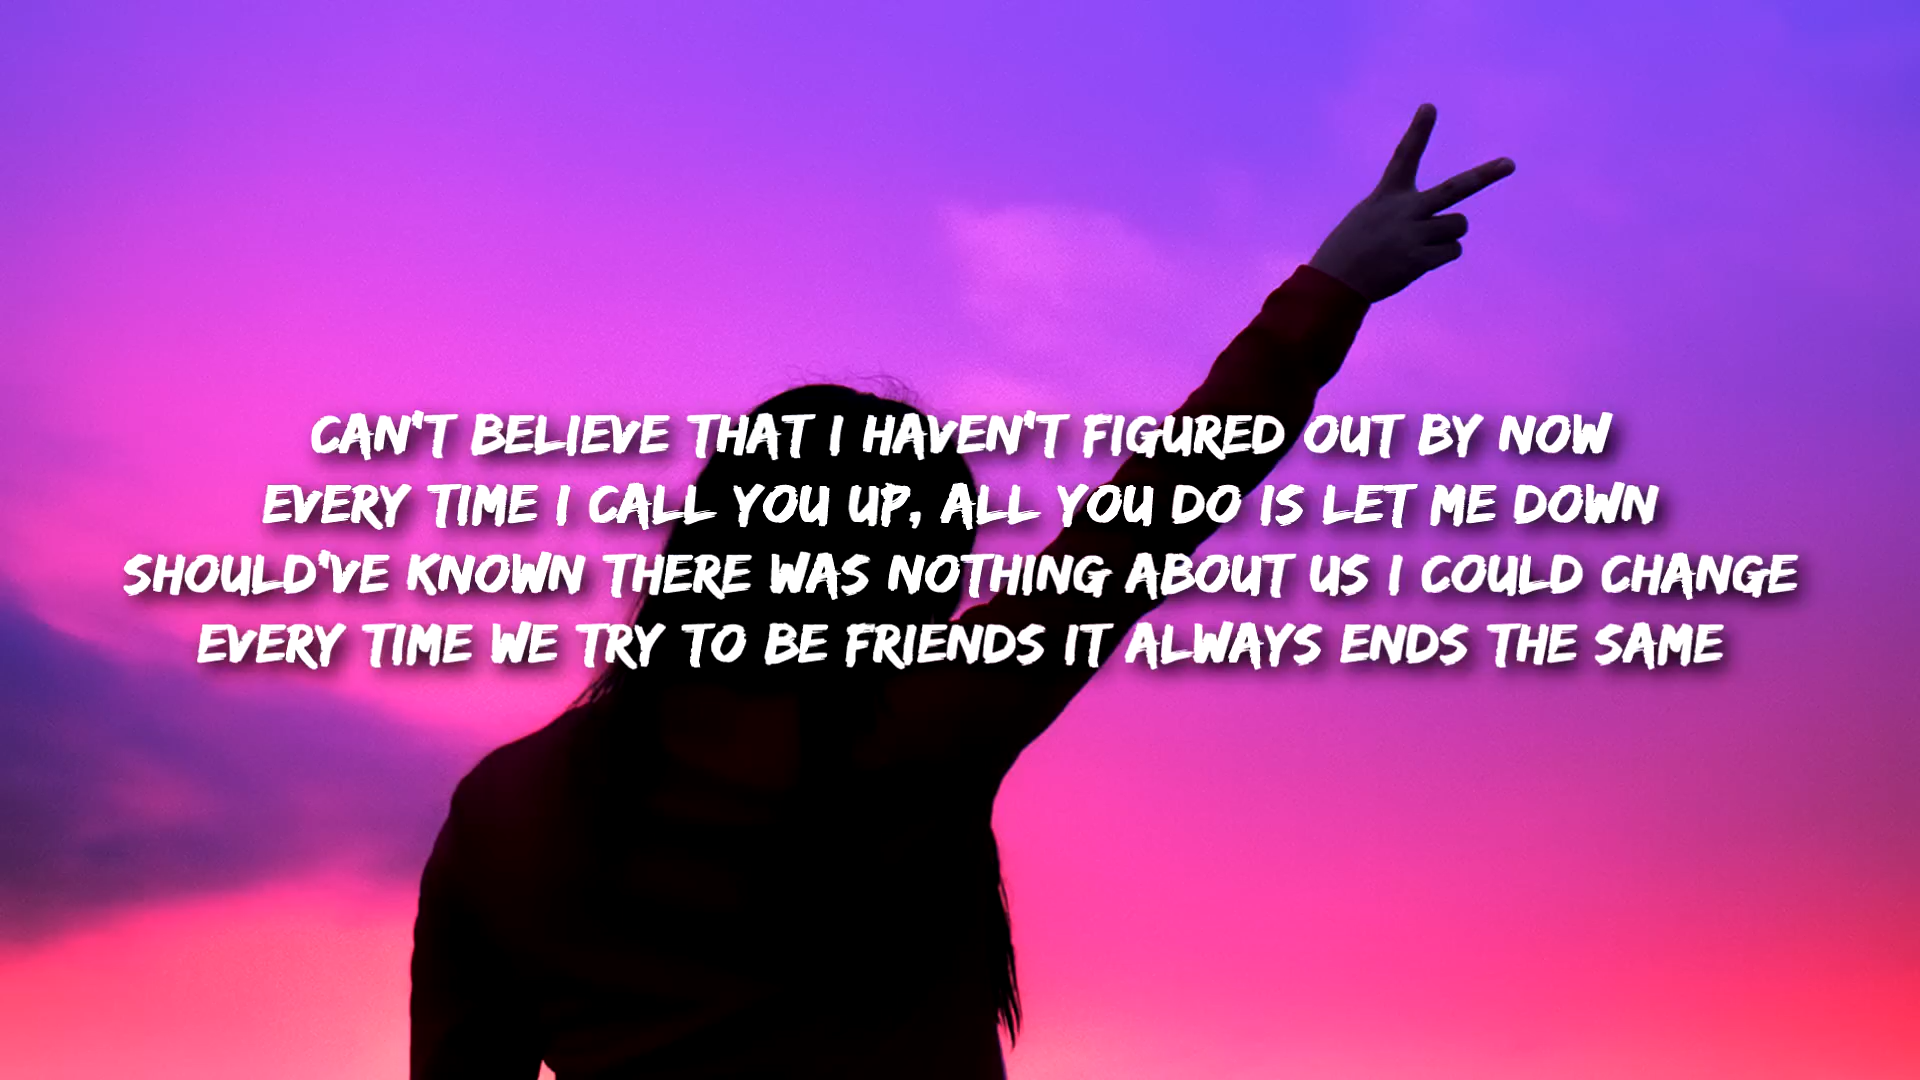 CAN'T BELIEVE THAT I HAVEN'T FIGURED OUT BY NOW
EVERY TIME I CALL YOU UP, ALL YOU DO IS LET ME DOWN
SHOULD'VE KNOWN THERE WAS NOTHING ABOUT US I COULD CHANGE
EVERY TIME WE TRY TO BE FRIENDS IT ALWAYS ENDS THE SAME